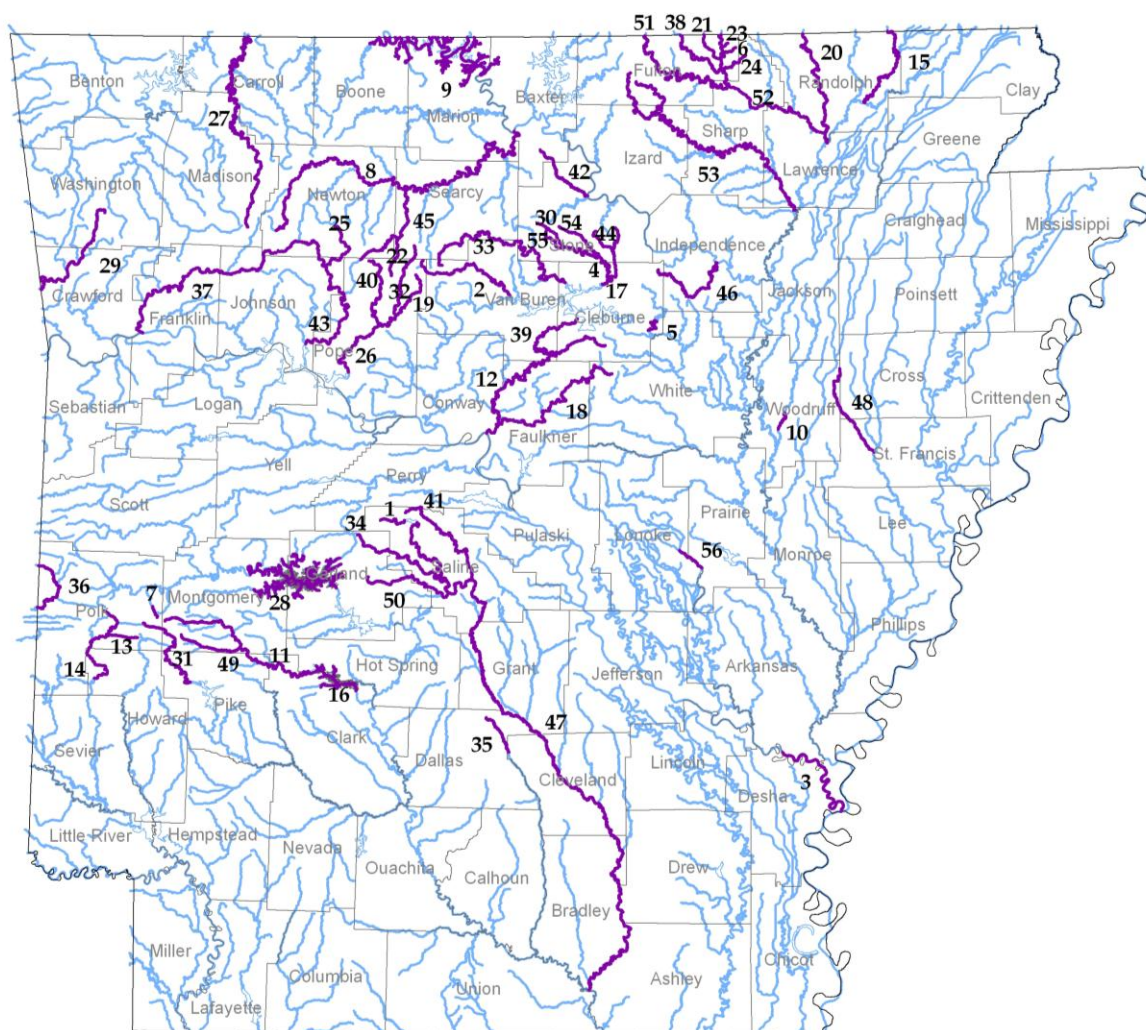 51 38 21 23
6
20
15
24
52
Benton
Carroll
Boone
9
Baxter
Fulton
Randolph
Clay
27
Marion
Sharp
Greene
Washington
Madison
8
Newton
Searcy
42
Izard
53
Lawrence
25
45
30 54
44
Craighead
Mississippi
29
33
55
Stone
Independence
22
4
Crawford
37
Johnson
40
32
19
2
Van Buren
17
46
Jackson
Poinsett
Franklin
43
Pope
26
39
Cleburne
5
12
Cross
Sebastian
Logan
Conway
18
White
Woodruff
48
Crittenden
10
Faulkner
St. Francis
Yell
Perry
Scott
41
1
34
Pulaski
Lonoke
Prairie
Lee
56
Monroe
36
7
Garland
Saline
Polk
Montgomery
28
50
Phillips
13
14
31
49
11
Hot Spring
Grant
Jefferson
Arkansas
16
Howard
Pike
Clark
47
35
Sevier
Dallas
Cleveland
Lincoln
3
Desha
Little River
Hempstead
Nevada
Ouachita
Calhoun
Drew
Bradley
Miller
Columbia
Union
Ashley
Chicot
Lafayette